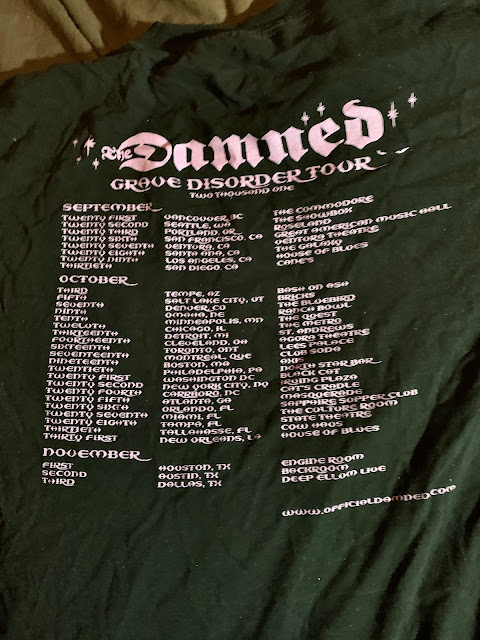 The Damned
GRAVE DISORDER TOUR
TWO THOUSAND ONE
SEPTEMBER
TWENTY FIRST VANCOUVER, BC THE COMMODORE
TWENTY SECOND SEATTLE, WA THE SHOWBOX
TWENTY THIRD PORTLAND, OR ROSELAND
TWENTY SIXTH SAN FRANCISCO, CA GREAT AMERICAN MUSIC HALL
TWENTY SEVENTH VENTURA, CA VENTURA THEATRE
TWENTY EIGHTH SANTA ANA, CA THE GALAXY
TWENTY NINTH LOS ANGELES, CA HOUSE OF BLUES
THIRTIETH SAN DIEGO, CA CANE'S
OCTOBER
THIRD TEMPE, AZ BASH ON ASH
FIFTH SALT LAKE CITY, UT BRICKS
SEVENTH DENVER, CO THE BLUEBIRD
NINTH OMAHA, NE RANCH BOWL
TENTH MINNEAPOLIS, MN THE QUEST
TWELVTH CHICAGO, IL THE METRO
THIRTEENTH DETROIT, MI ST. ANDREWS
FOURTEENTH CLEVELAND, OH AGORA THEATRE
SIXTEENTH TORONTO, ONT LEES PALACE
SEVENTEENTH MONTREAL, QUE CLUB SODA
NINETEENTH BOSTON, MA AXIS
TWENTIETH PHILADELPHIA, PA NORTH STAR BAR
TWENTY FIRST WASHINGTON DC BLACK CAT
TWENTY SECOND NEW YORK CITY, NY IRVING PLAZA
TWENTY FOURTH CARRBORO, NC CAT'S CRADLE
TWENTY FIFTH ATLANTA, GA MASQUERADE
TWENTY SIXTH ORLANDO, FL SAPPHIRE SUPPER CLUB
TWENTY SEVENTH MIAMI, FL THE CULTURE ROOM
TWENTY EIGHTH TAMPA, FL STATE THEATRE
THIRTIETH TALLAHASSE, FL COW HAUS
THIRTY FIRST NEW ORLEANS, LA HOUSE OF BLUES
NOVEMBER
FIRST HOUSTON, TX ENGINE ROOM
SECOND AUSTIN, TX BACKROOM
THIRD DALLAS, TX DEEP ELLUM LIVE
WWW.OFFICIALDAMNED.COM